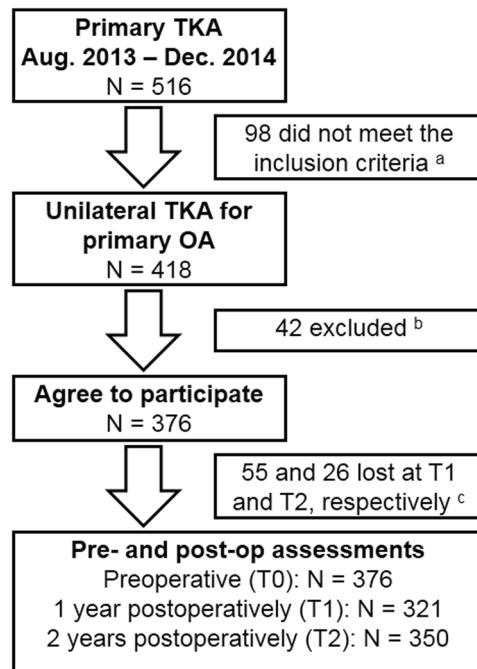 Primary TKA
Aug. 2013 – Dec. 2014
N = 516
98 did not meet the
inclusion criteria a
Unilateral TKA for
primary OA
N = 418
42 excluded b
Agree to participate
N = 376
55 and 26 lost at T1
and T2, respectively c
Pre- and post-op assessments
Preoperative (T0): N = 376
1 year postoperatively (T1): N = 321
2 years postoperatively (T2): N = 350